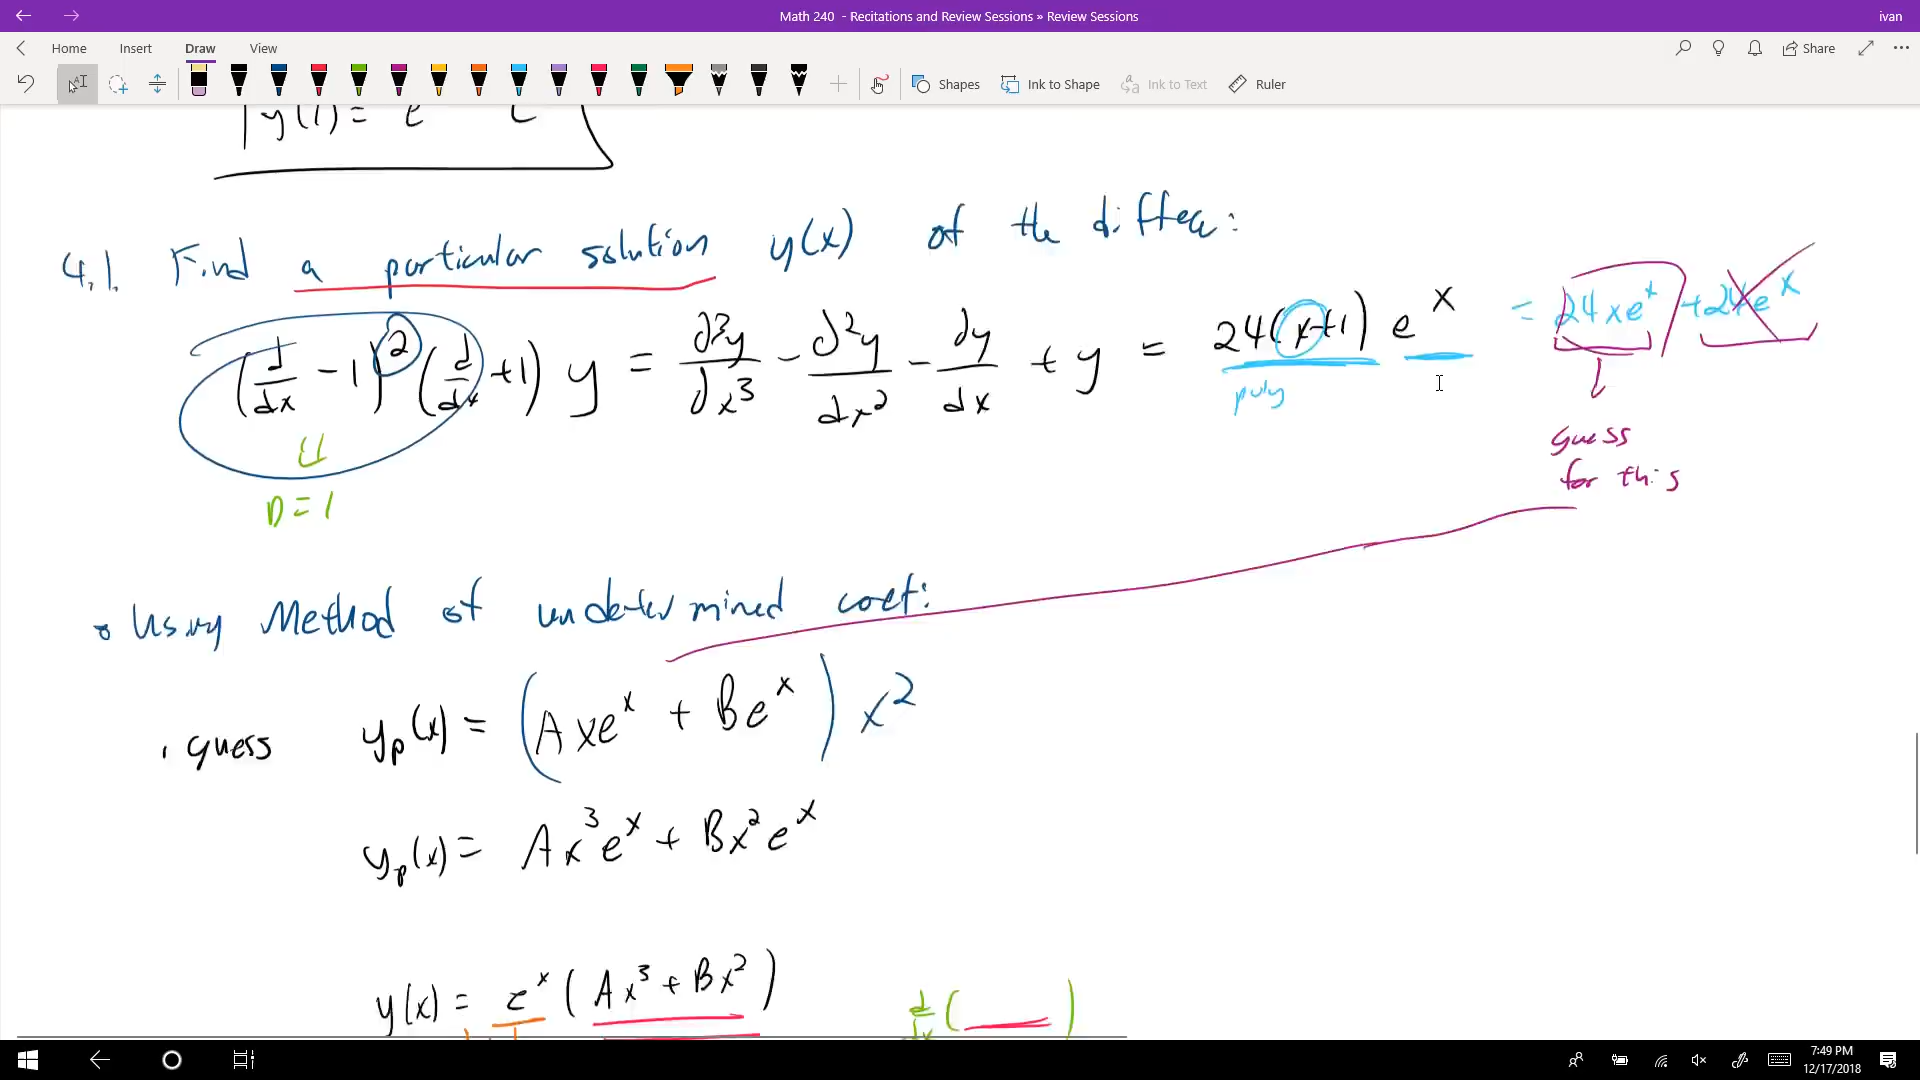 Math 240 - Recitations and Review Sessions » Review Sessions
ivan
Home Insert Draw View
Share
Shapes Ink to Shape Ink to Text Ruler
y(1) = e
4.1. Find a particular solution y(x) of the diffeq:
(d/dx - 1)^2 (d/dx + 1) y = d^3y/dx^3 - d^2y/dx^2 - dy/dx + y = 24(x+1) e^x = 24xe^x + 24e^x
poly
D = 1
guess
for this
Using Method of undetermined coef:
guess y_p(x) = (Axe^x + Be^x) x^2
y_p(x) = Ax^3e^x + Bx^2e^x
y(x) = e^x (Ax^3 + Bx^2) d/dx ( )
7:49 PM
12/17/2018